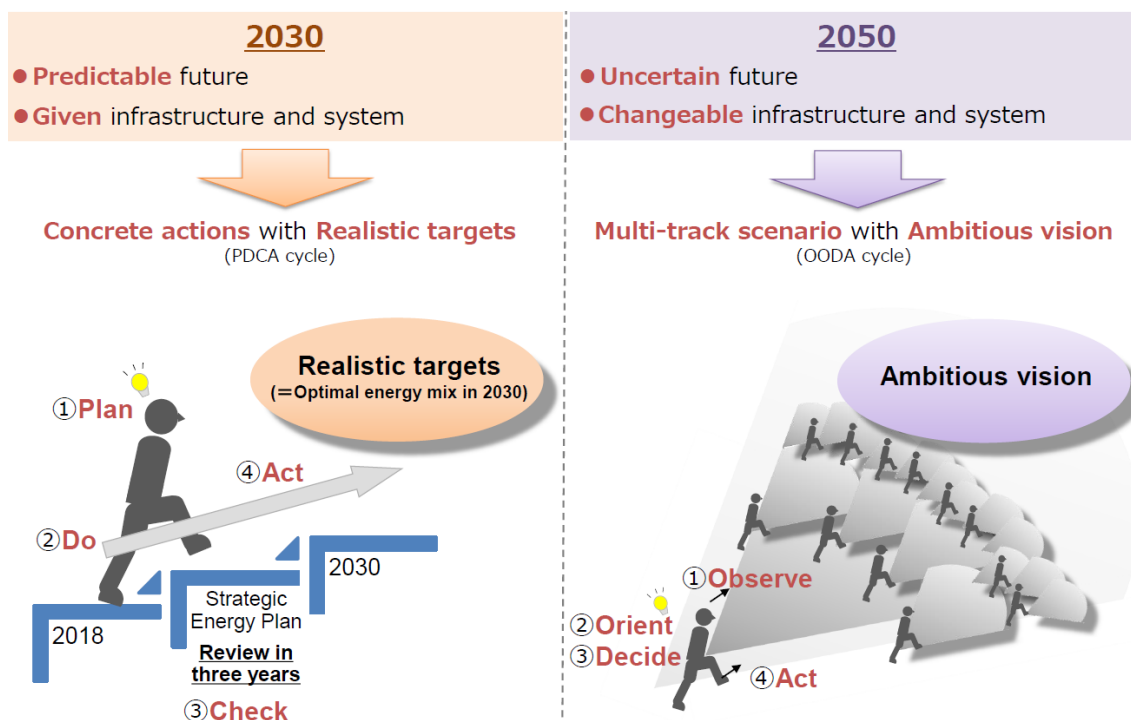 2030
● Predictable future
● Given infrastructure and system
Concrete actions with Realistic targets
(PDCA cycle)
Realistic targets
(＝Optimal energy mix in 2030)
①Plan
④Act
②Do
2030
2018
Strategic
Energy Plan
Review in
three years
③Check
2050
● Uncertain future
● Changeable infrastructure and system
Multi-track scenario with Ambitious vision
(OODA cycle)
Ambitious vision
①Observe
②Orient
③Decide
④Act